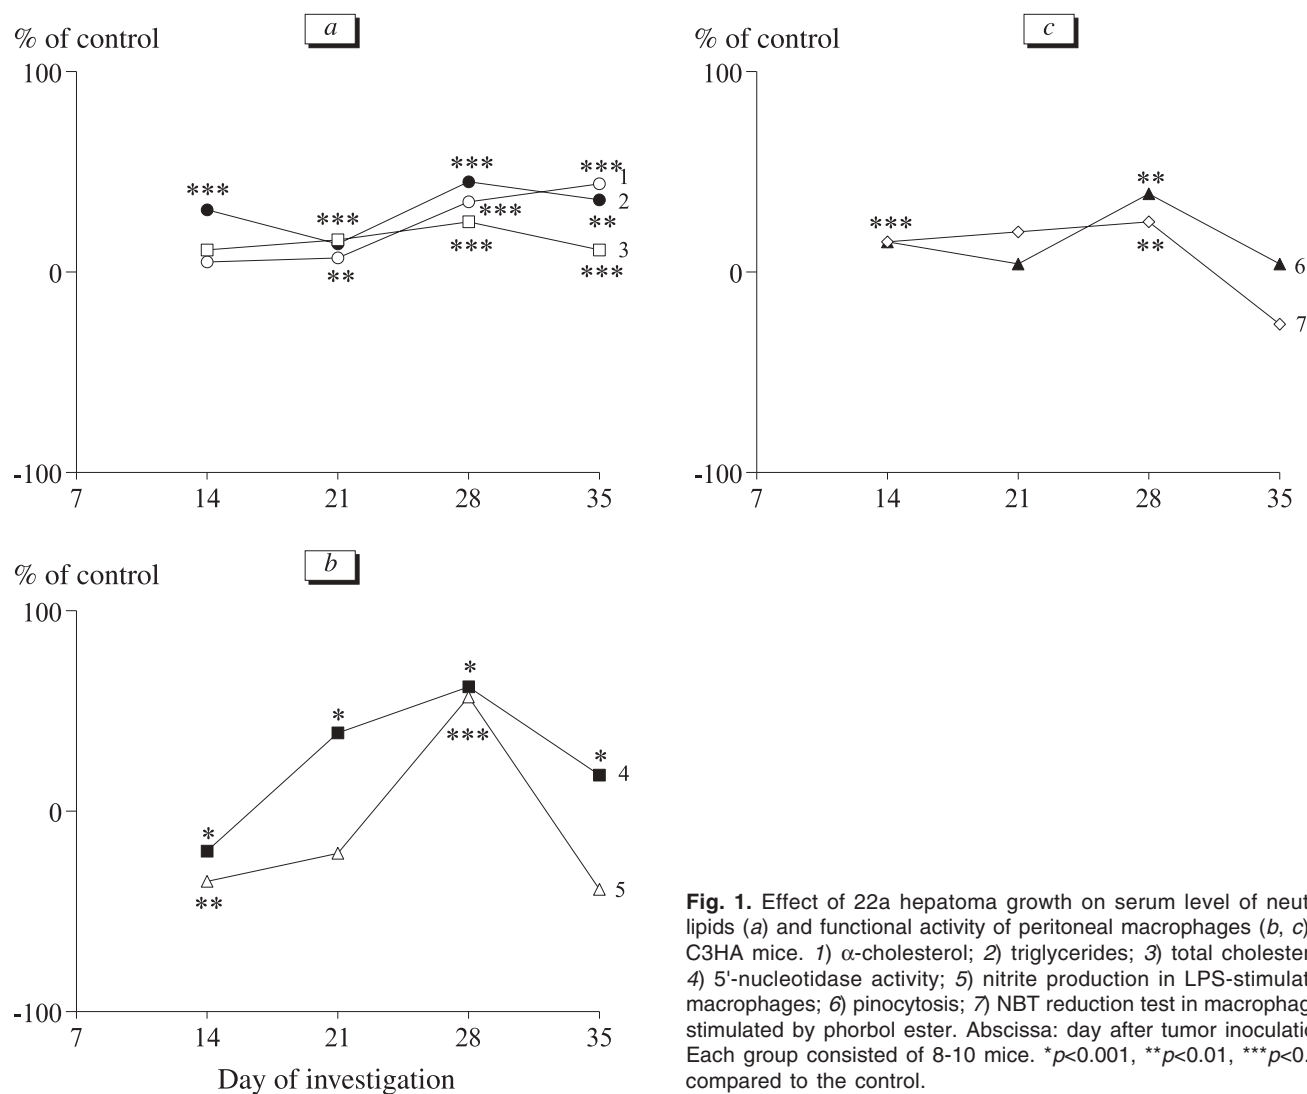 a
% of control
100
0
-100
7 14 21 28 35
***
***
**
***
***
***
***
**
***
1
2
3
c
% of control
100
0
-100
7 14 21 28 35
***
**
**
6
7
b
% of control
100
0
-100
7 14 21 28 35
*
**
*
*
***
*
4
5
Day of investigation
Fig. 1. Effect of 22a hepatoma growth on serum level of neut
lipids (a) and functional activity of peritoneal macrophages (b, c)
C3HA mice. 1) α-cholesterol; 2) triglycerides; 3) total cholester
4) 5'-nucleotidase activity; 5) nitrite production in LPS-stimulat
macrophages; 6) pinocytosis; 7) NBT reduction test in macrophag
stimulated by phorbol ester. Abscissa: day after tumor inoculatio
Each group consisted of 8-10 mice. *p<0.001, **p<0.01, ***p<0.
compared to the control.